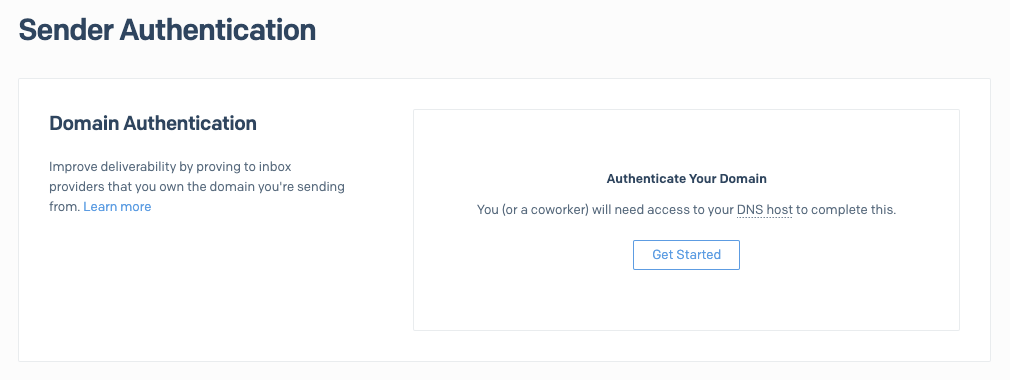 Sender Authentication
Domain Authentication
Improve deliverability by proving to inbox
providers that you own the domain you're sending
from. Learn more
Authenticate Your Domain
You (or a coworker) will need access to your DNS host to complete this.
Get Started